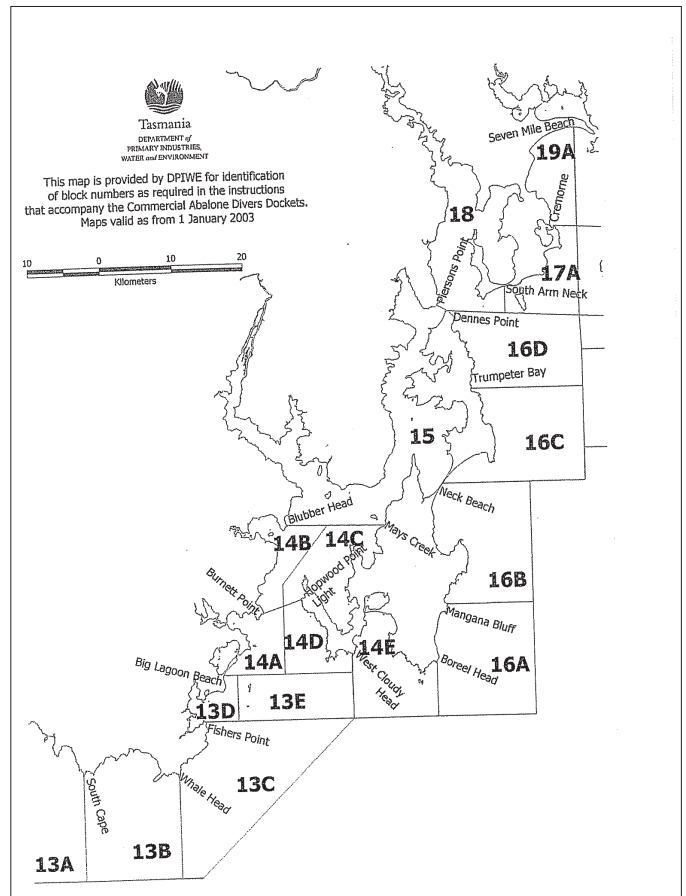 Tasmania
DEPARTMENT of
PRIMARY INDUSTRIES,
WATER and ENVIRONMENT
This map is provided by DPIWE for identification
of block numbers as required in the instructions
that accompany the Commercial Abalone Divers Dockets.
Maps valid as from 1 January 2003
10 0 10 20
Kilometers
Seven Mile Beach
19A
Cremorne
18
Piersons Point
17A
South Arm Neck
Dennes Point
16D
Trumpeter Bay
15
16C
Neck Beach
Blubber Head
14B
14C
Mays Creek
Hopwood Point
Light
16B
Burnett Point
Mangana Bluff
14D
14E
14A
West Cloudy
Head
Boreel Head
16A
Big Lagoon Beach
13D
13E
Fishers Point
13C
Whale Head
South Cape
13B
13A